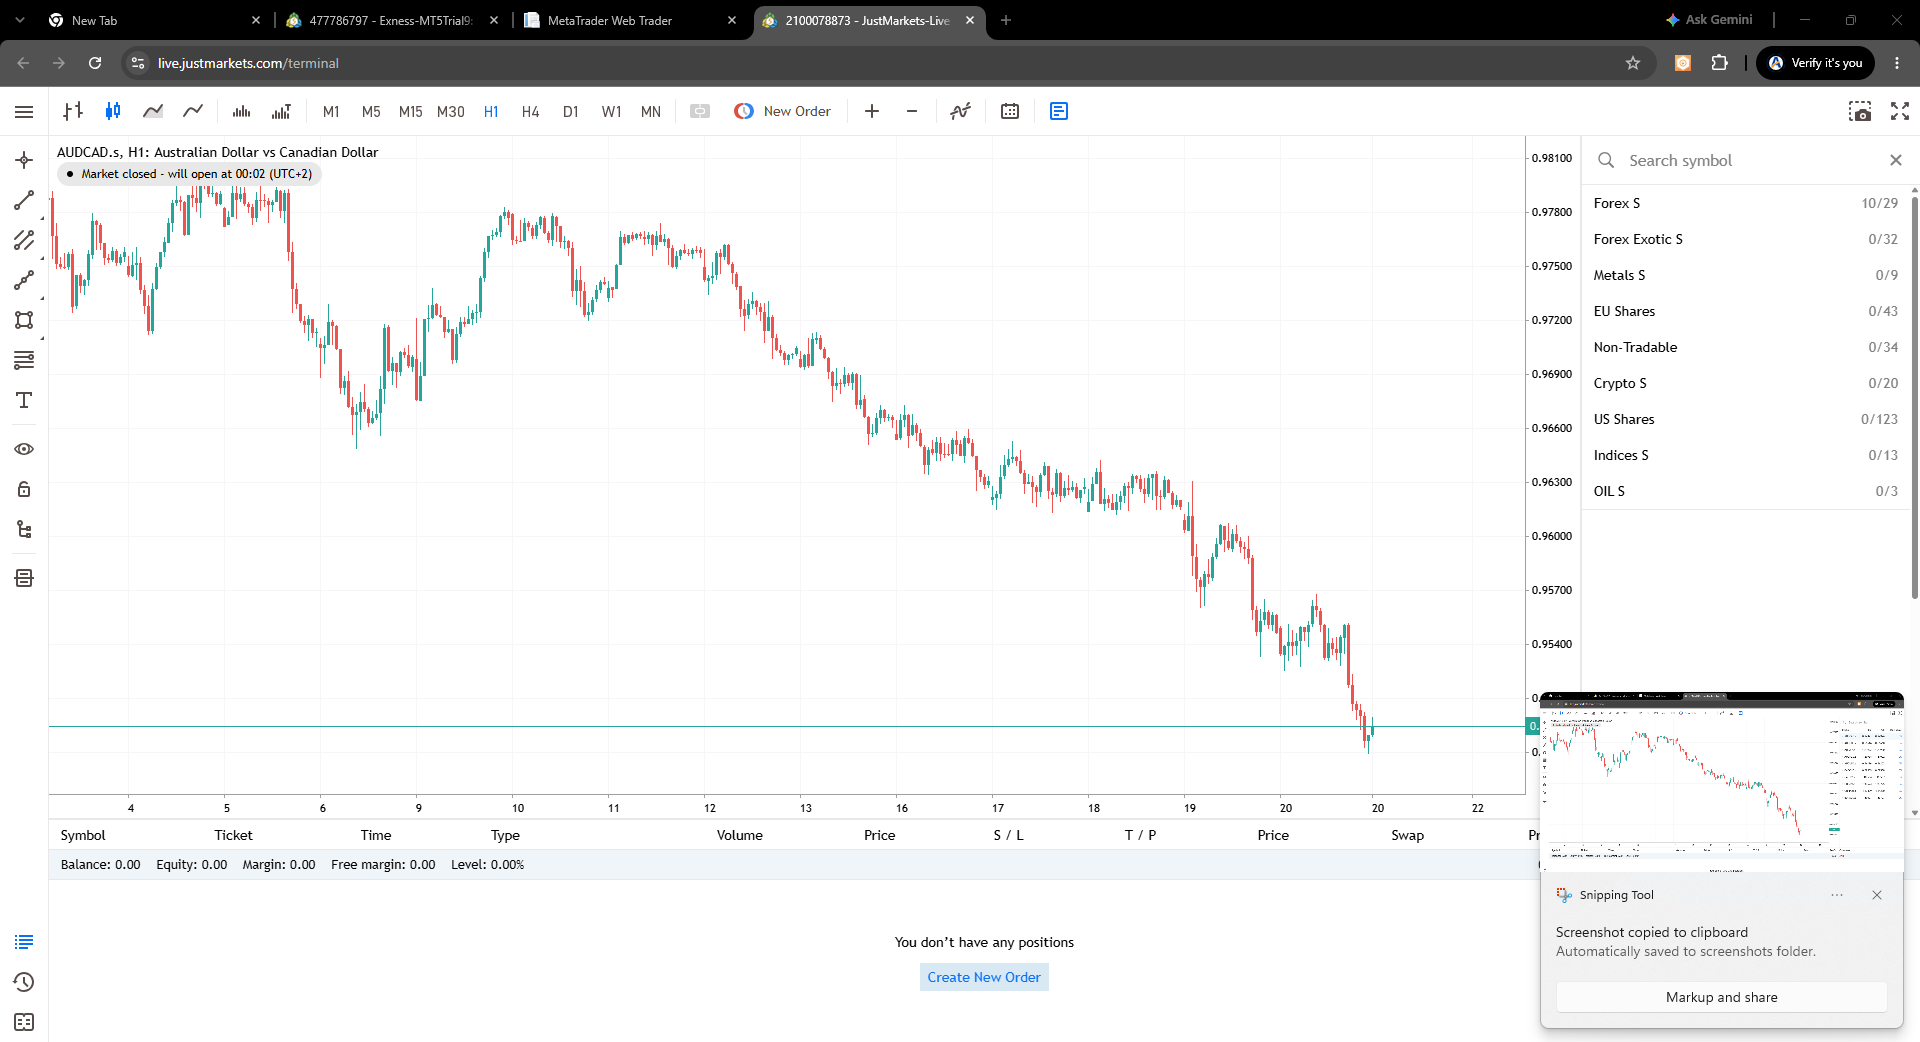 New Tab
477786797 - Exness-MT5Trial9
MetaTrader Web Trader
2100078873 - JustMarkets-Live
Ask Gemini
live.justmarkets.com/terminal
Verify it's you
M1 M5 M15 M30 H1 H4 D1 W1 MN New Order
AUDCAD.s, H1: Australian Dollar vs Canadian Dollar
Market closed - will open at 00:02 (UTC+2)
0.98100
0.97800
0.97500
0.97200
0.96900
0.96600
0.96300
0.96000
0.95700
0.95400
4 5 6 9 10 11 12 13 16 17 18 19 20 20 22
Search symbol
Forex S 10/29
Forex Exotic S 0/32
Metals S 0/9
EU Shares 0/43
Non-Tradable 0/34
Crypto S 0/20
US Shares 0/123
Indices S 0/13
OIL S 0/3
Symbol Ticket Time Type Volume Price S / L T / P Price Swap
Balance: 0.00 Equity: 0.00 Margin: 0.00 Free margin: 0.00 Level: 0.00%
You don't have any positions
Create New Order
Snipping Tool
Screenshot copied to clipboard
Automatically saved to screenshots folder.
Markup and share